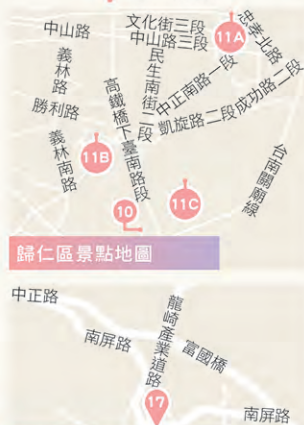 文化街三段
中山路
中山路三段
11A
忠孝北路
義林路
民生南街二段
中正南路一段
成功路二段
高鐵橋下臺南路段
勝利路
凱旋路二段
義林南路
11B
台南關廟線
11C
10
歸仁區景點地圖
中正路
龍崎產業道路
南屏路
富國橋
17
南屏路